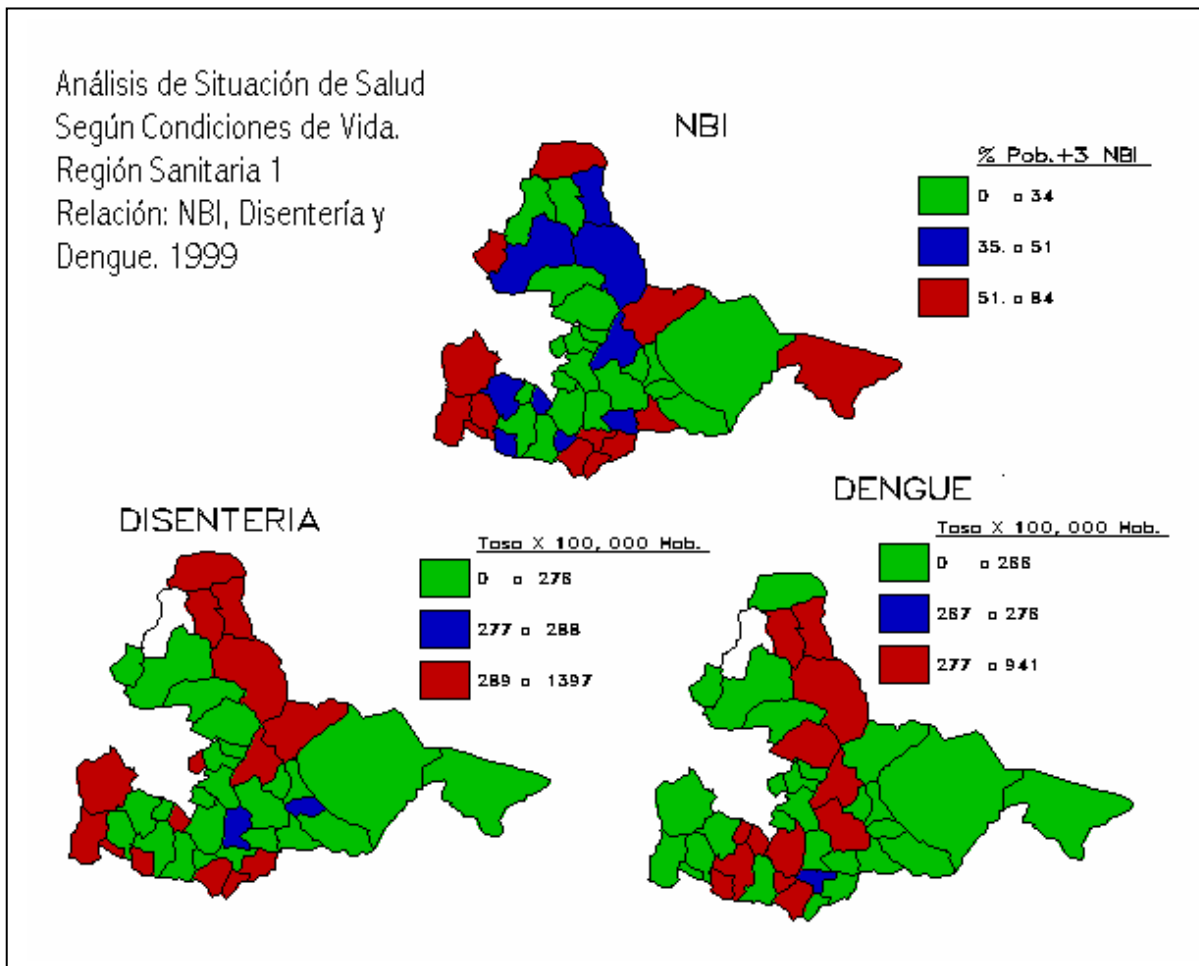 Análisis de Situación de Salud
Según Condiciones de Vida.
Región Sanitaria 1
Relación: NBI, Disentería y
Dengue. 1999
NBI
% Pob.+3 NBI
0 a 34
35. a 51
51. a 84
DISENTERIA
Tasa X 100,000 Hab.
0 a 276
277 a 288
289 a 1397
DENGUE
Tasa X 100,000 Hab.
0 a 266
267 a 276
277 a 941